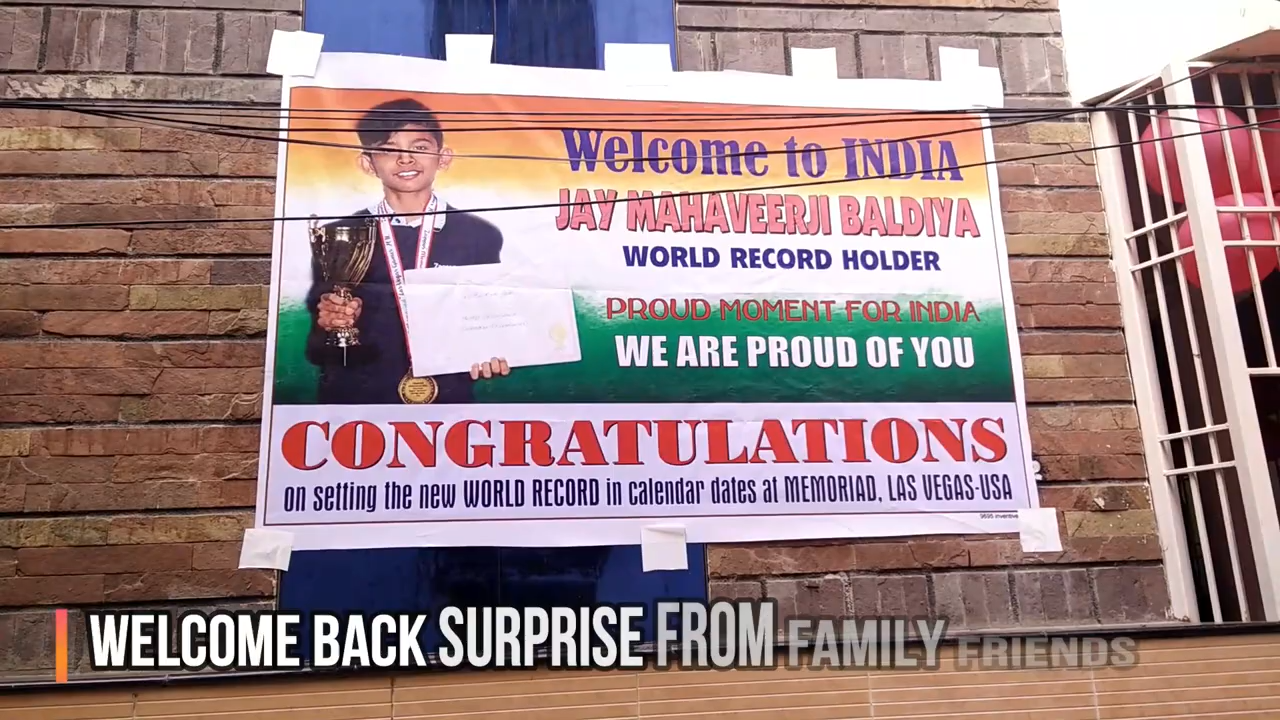 Welcome to INDIA
JAY MAHAVEERJI BALDIYA
WORLD RECORD HOLDER
PROUD MOMENT FOR INDIA
WE ARE PROUD OF YOU
CONGRATULATIONS
on setting the new WORLD RECORD in calendar dates at MEMORIAD, LAS VEGAS-USA
WELCOME BACK SURPRISE FROM FAMILY FRIENDS